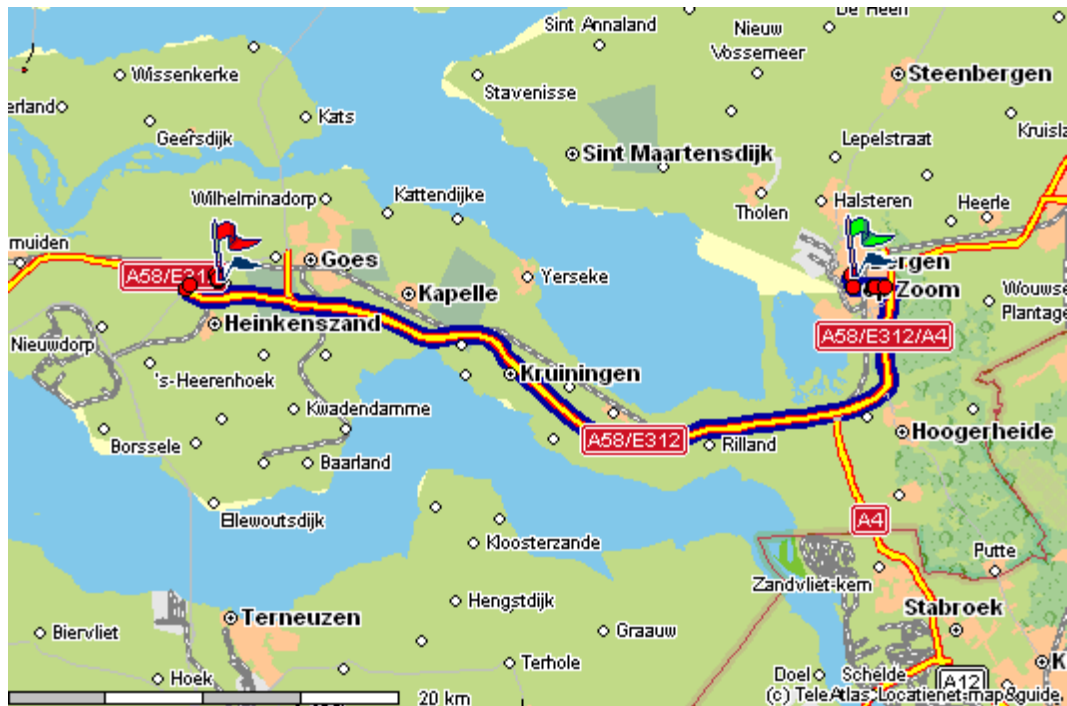 Sint Annaland
De Heen
Nieuw
Vossemeer
Wissenkerke
Stavenisse
Steenbergen
erland
Geersdijk
Kats
Lepelstraat
Kruisla
Sint Maartensdijk
Wilhelminadorp
Kattendijke
Tholen
Halsteren
Heerle
muiden
A58/E312
Goes
Yerseke
Bergen
op Zoom
Kapelle
Wouwse
Plantage
Nieuwdorp
Heinkenszand
A58/E312/A4
's-Heerenhoek
Kruiningen
Kwadendamme
Borssele
Baarland
A58/E312
Rilland
Hoogerheide
Ellewoutsdijk
A4
Kloosterzande
Putte
Zandvliet-kern
Hengstdijk
Stabroek
Terneuzen
Biervliet
Graauw
Terhole
K
Hoek
Doel
Schelde
A12
20 km
(c) TeleAtlas, Locatienet-map&guide,